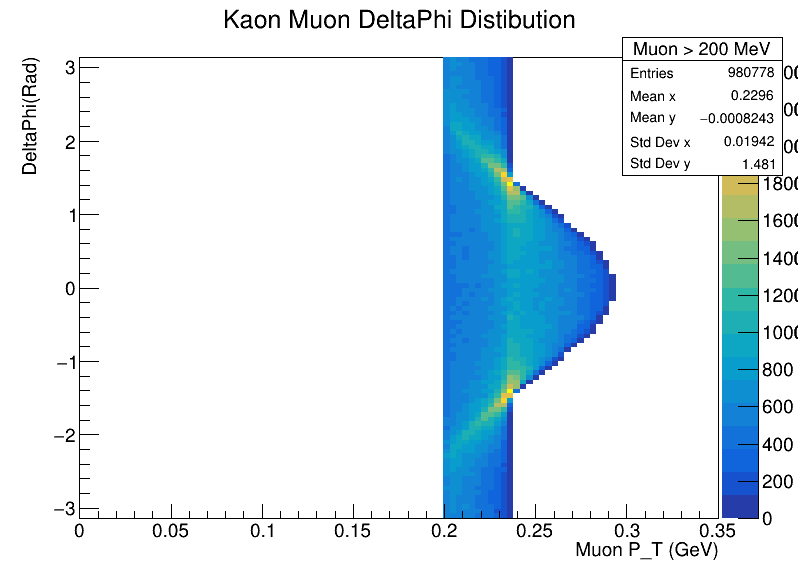 Kaon Muon DeltaPhi Distibution
Muon > 200 MeV
Entries 980778
Mean x 0.2296
Mean y −0.0008243
Std Dev x 0.01942
Std Dev y 1.481
DeltaPhi(Rad)
3
2
1
0
−1
−2
−3
0 0.05 0.1 0.15 0.2 0.25 0.3 0.35
Muon P_T (GeV)
1800
1600
1400
1200
1000
800
600
400
200
0